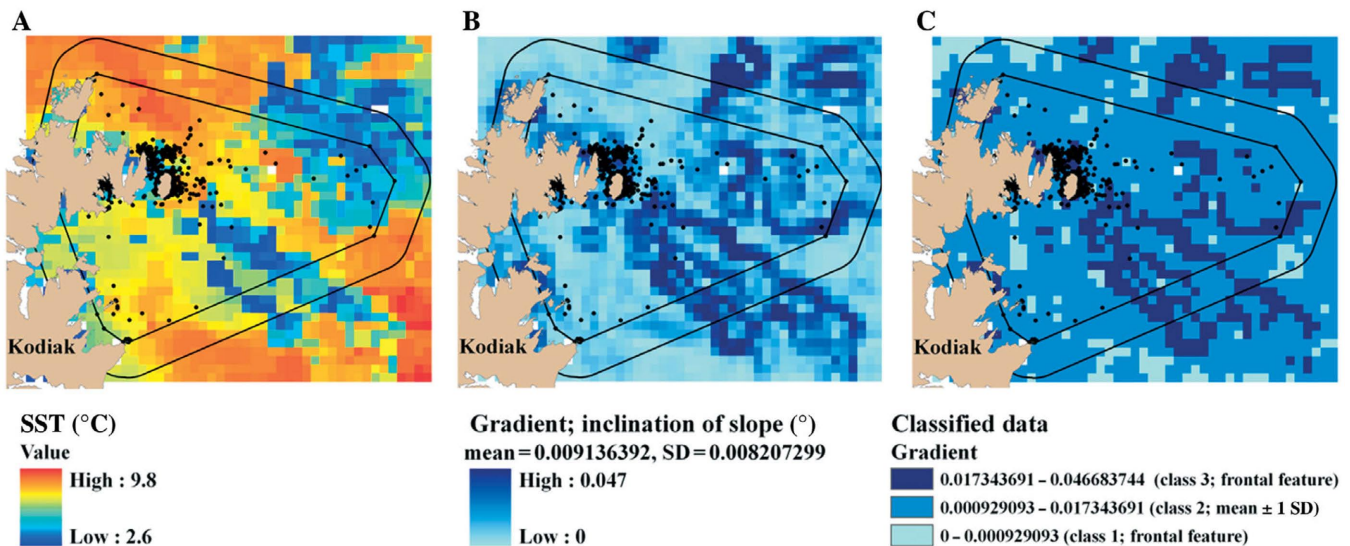 A
B
C
Kodiak
Kodiak
Kodiak
SST (°C)
Value
High : 9.8
Low : 2.6
Gradient; inclination of slope (°)
mean = 0.009136392, SD = 0.008207299
High : 0.047
Low : 0
Classified data
Gradient
0.017343691 – 0.046683744 (class 3; frontal feature)
0.000929093 – 0.017343691 (class 2; mean ± 1 SD)
0 – 0.000929093 (class 1; frontal feature)